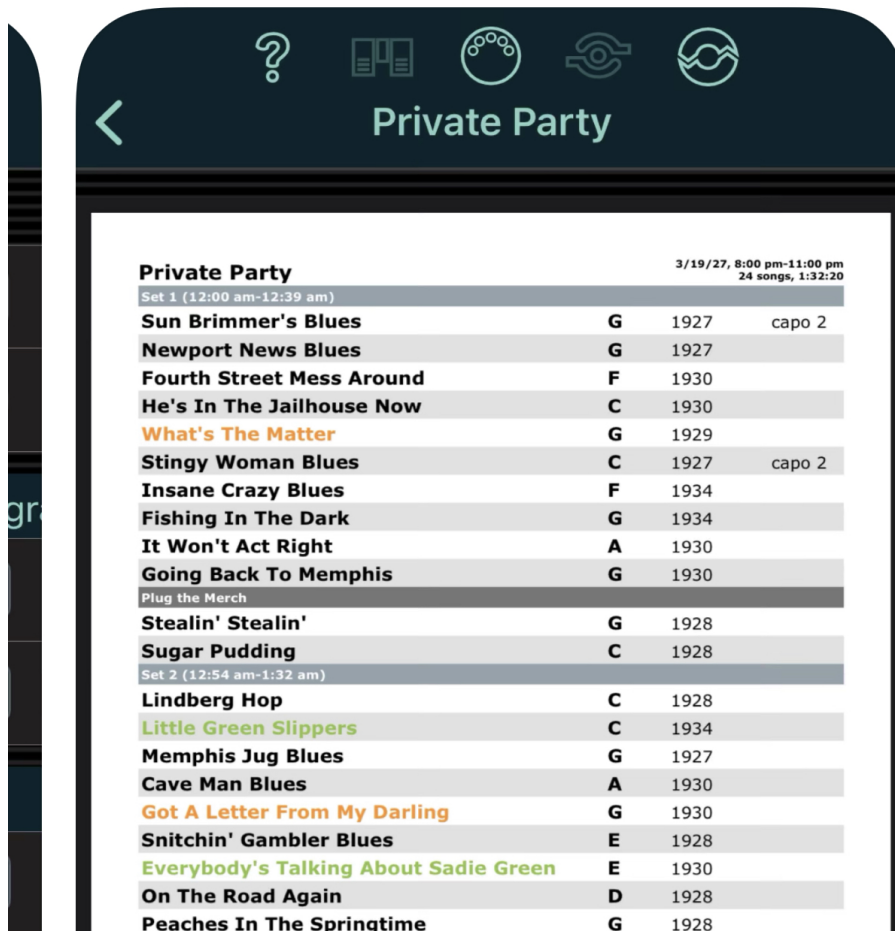 Private Party
gr
Private Party
3/19/27, 8:00 pm-11:00 pm
24 songs, 1:32:20
Set 1 (12:00 am-12:39 am)
Sun Brimmer's Blues G 1927 capo 2
Newport News Blues G 1927
Fourth Street Mess Around F 1930
He's In The Jailhouse Now C 1930
What's The Matter G 1929
Stingy Woman Blues C 1927 capo 2
Insane Crazy Blues F 1934
Fishing In The Dark G 1934
It Won't Act Right A 1930
Going Back To Memphis G 1930
Plug the Merch
Stealin' Stealin' G 1928
Sugar Pudding C 1928
Set 2 (12:54 am-1:32 am)
Lindberg Hop C 1928
Little Green Slippers C 1934
Memphis Jug Blues G 1927
Cave Man Blues A 1930
Got A Letter From My Darling G 1930
Snitchin' Gambler Blues E 1928
Everybody's Talking About Sadie Green E 1930
On The Road Again D 1928
Peaches In The Springtime G 1928